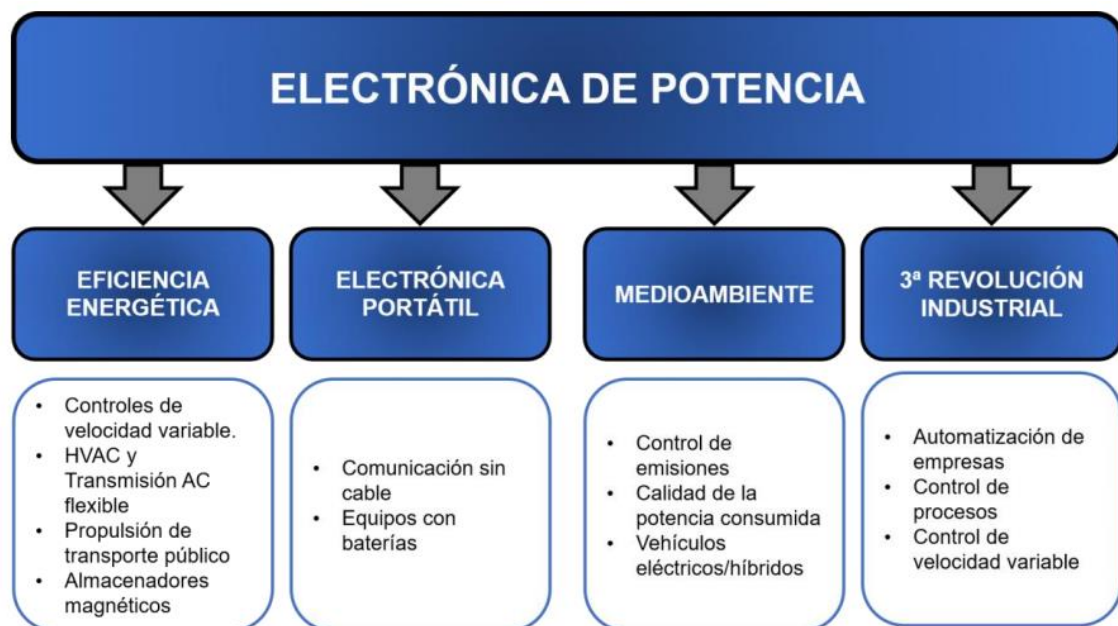 ELECTRÓNICA DE POTENCIA
EFICIENCIA
ENERGÉTICA
• Controles de
velocidad variable.
• HVAC y
Transmisión AC
flexible
• Propulsión de
transporte público
• Almacenadores
magnéticos
ELECTRÓNICA
PORTÁTIL
• Comunicación sin
cable
• Equipos con
baterías
MEDIOAMBIENTE
• Control de
emisiones
• Calidad de la
potencia consumida
• Vehículos
eléctricos/híbridos
3ª REVOLUCIÓN
INDUSTRIAL
• Automatización de
empresas
• Control de
procesos
• Control de
velocidad variable